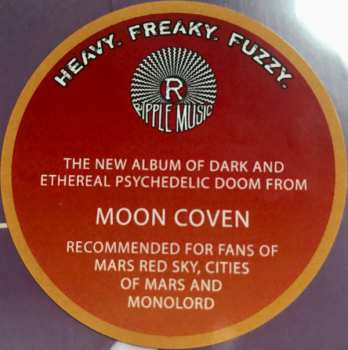 HEAVY. FREAKY. FUZZY.
R
RIPPLE MUSIC
THE NEW ALBUM OF DARK AND
ETHEREAL PSYCHEDELIC DOOM FROM
MOON COVEN
RECOMMENDED FOR FANS OF
MARS RED SKY, CITIES
OF MARS AND
MONOLORD